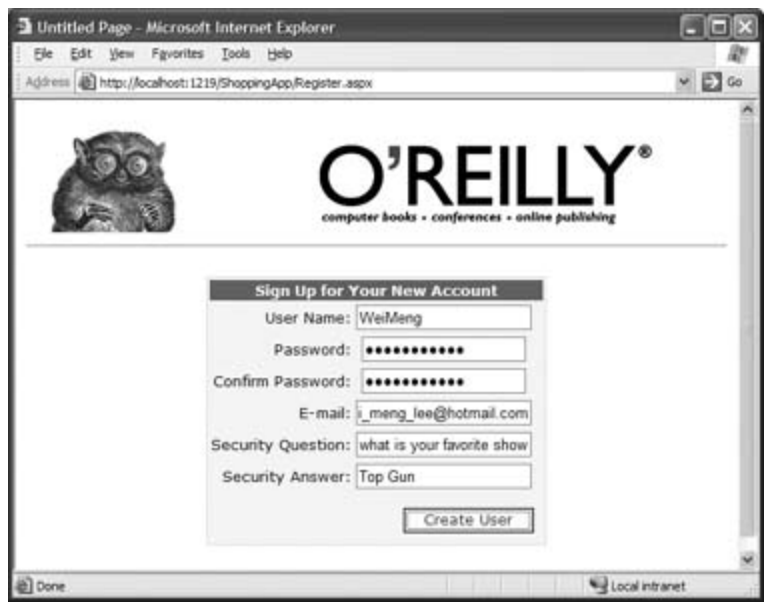 Untitled Page - Microsoft Internet Explorer
File Edit View Favorites Tools Help
Address http://localhost:1219/ShoppingApp/Register.aspx Go
O'REILLY®
computer books • conferences • online publishing
Sign Up for Your New Account
User Name: WeiMeng
Password: •••••••••••
Confirm Password: •••••••••••
E-mail: i_meng_lee@hotmail.com
Security Question: what is your favorite show
Security Answer: Top Gun
Create User
Done Local intranet